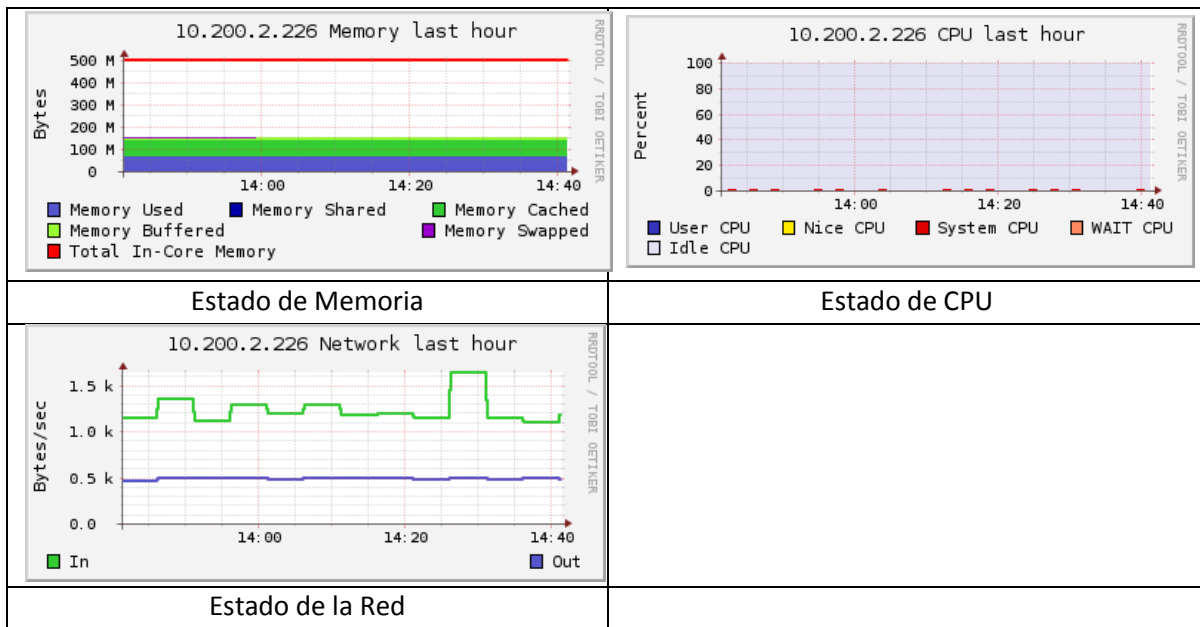 10.200.2.226 Memory last hour
RRDTOOL / TOBI OETIKER
Bytes
500 M
400 M
300 M
200 M
100 M
0
14:00 14:20 14:40
Memory Used Memory Shared Memory Cached
Memory Buffered Memory Swapped
Total In-Core Memory
10.200.2.226 CPU last hour
RRDTOOL / TOBI OETIKER
Percent
100
80
60
40
20
0
14:00 14:20 14:40
User CPU Nice CPU System CPU WAIT CPU
Idle CPU
Estado de Memoria
Estado de CPU
10.200.2.226 Network last hour
RRDTOOL / TOBI OETIKER
Bytes/sec
1.5 k
1.0 k
0.5 k
0.0
14:00 14:20 14:40
In Out
Estado de la Red